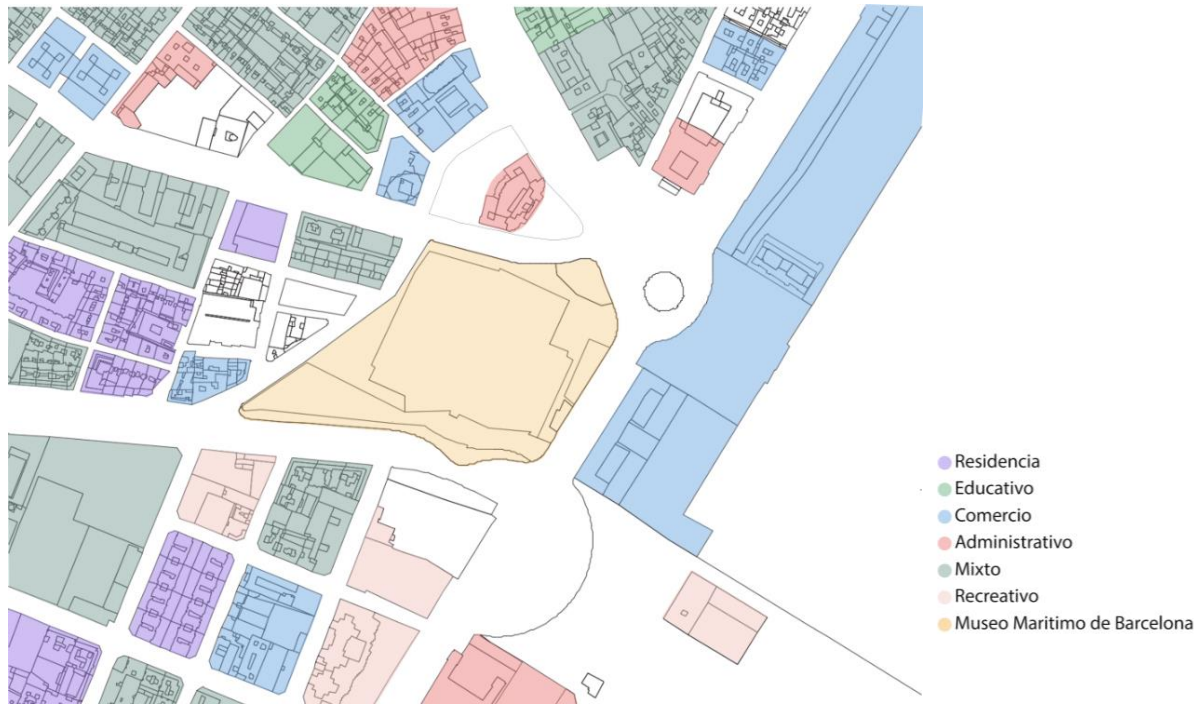 Residencia
Educativo
Comercio
Administrativo
Mixto
Recreativo
Museo Maritimo de Barcelona